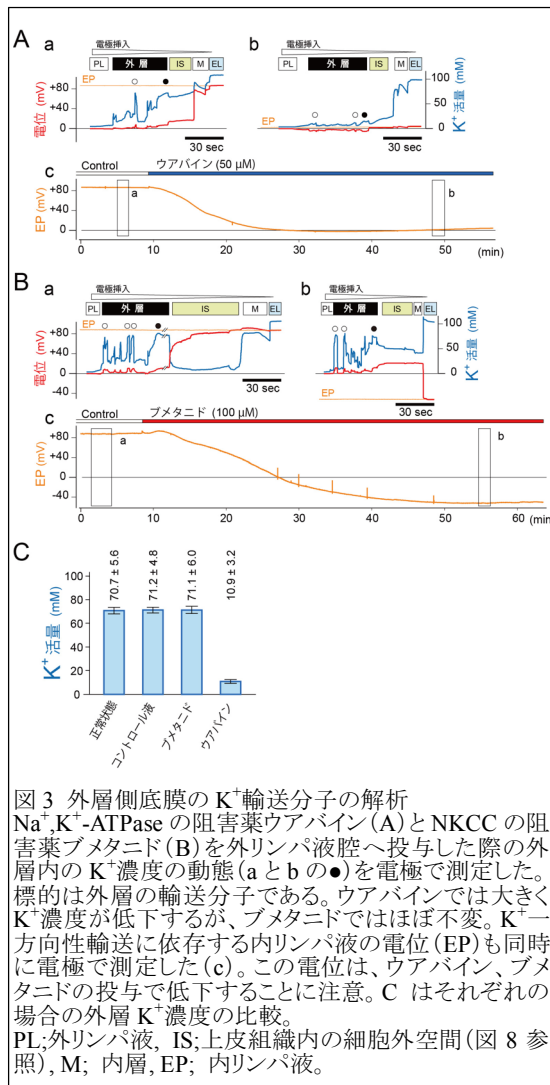 A
a
b
電極挿入
電極挿入
PL 外層 IS M EL
PL 外層 IS M EL
EP
+80
+40
0
電位 (mV)
30 sec
EP
100
50
0
K⁺ 活量 (mM)
30 sec
c
Control
ウアバイン (50 μM)
EP (mV)
+80
+40
0
a
b
0 10 20 30 40 50 (min)
B
a
b
電極挿入
電極挿入
PL 外層 IS M EL
PL 外層 IS M EL
EP
+80
+40
0
-40
電位 (mV)
30 sec
100
50
0
K⁺ 活量 (mM)
EP
30 sec
c
Control
ブメタニド (100 μM)
EP (mV)
+80
+40
0
-40
a
b
0 10 20 30 40 50 60 (min)
C
K⁺ 活量 (mM)
100
80
60
40
20
0
70.7 ± 5.6
71.2 ± 4.8
71.1 ± 6.0
10.9 ± 3.2
正常状態
コントロール液
ブメタニド
ウアバイン
図 3 外層側底膜の K⁺輸送分子の解析
Na⁺,K⁺-ATPase の阻害薬ウアバイン(A)と NKCC の阻
害薬ブメタニド(B)を外リンパ液腔へ投与した際の外
層内の K⁺濃度の動態(a と b の●)を電極で測定した。
標的は外層の輸送分子である。ウアバインでは大きく
K⁺濃度が低下するが、ブメタニドではほぼ不変。K⁺一
方向性輸送に依存する内リンパ液の電位(EP)も同時
に電極で測定した(c)。この電位は、ウアバイン、ブメ
タニドの投与で低下することに注意。C はそれぞれの
場合の外層 K⁺濃度の比較。
PL;外リンパ液, IS;上皮組織内の細胞外空間(図 8 参
照), M; 内層, EP; 内リンパ液。